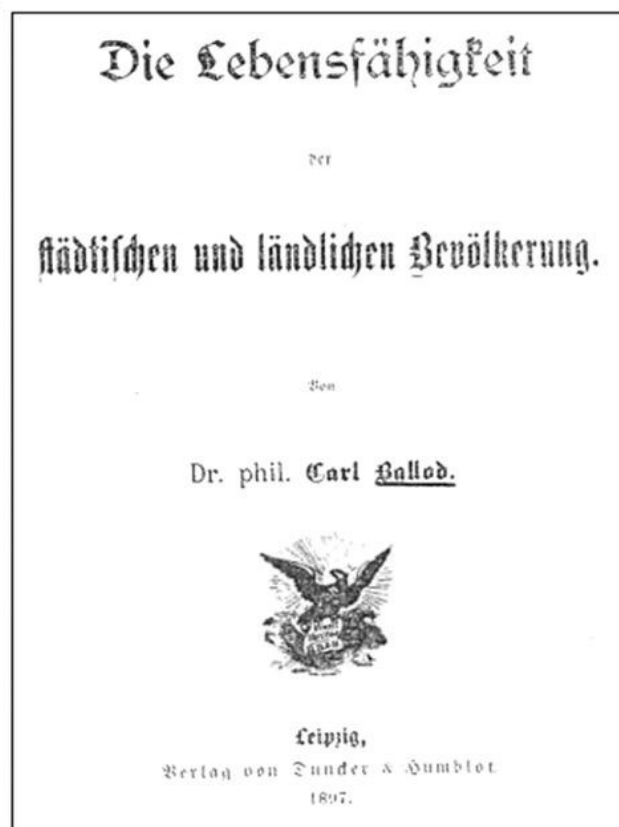 Die Lebensfähigkeit
der
städtischen und ländlichen Bevölkerung.
Von
Dr. phil. Carl Ballod.
Leipzig,
Verlag von Duncker & Humblot
1897.